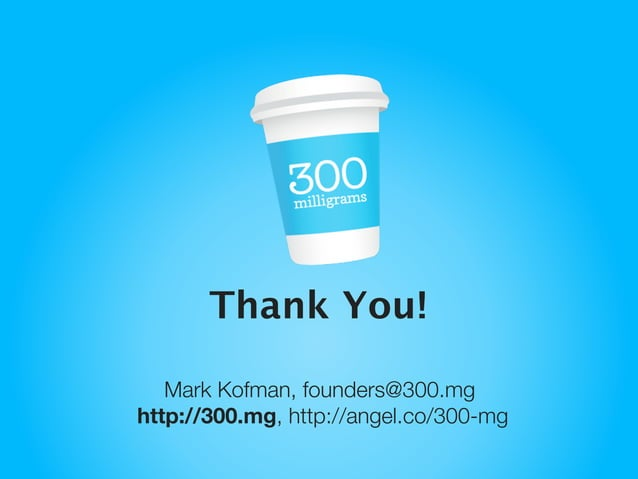 300
milligrams
Thank You!
Mark Kofman, founders@300.mg
http://300.mg, http://angel.co/300-mg